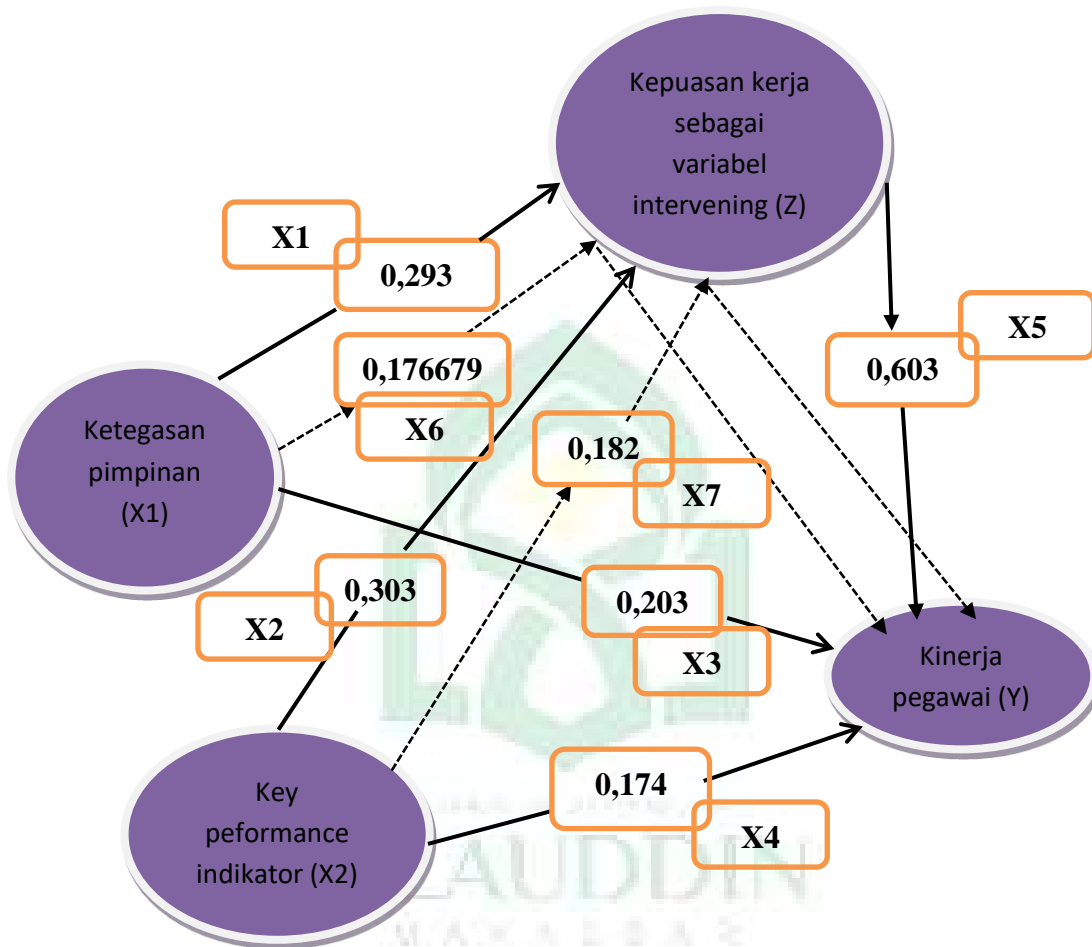 Kepuasan kerja
sebagai
variabel
intervening (Z)
X1
0,293
X5
0,603
0,176679
X6
Ketegasan
pimpinan
(X1)
0,182
X7
0,303
X2
0,203
X3
Kinerja
pegawai (Y)
Key
peformance
indikator (X2)
0,174
X4
LAUDDIN
M A K A S S A R